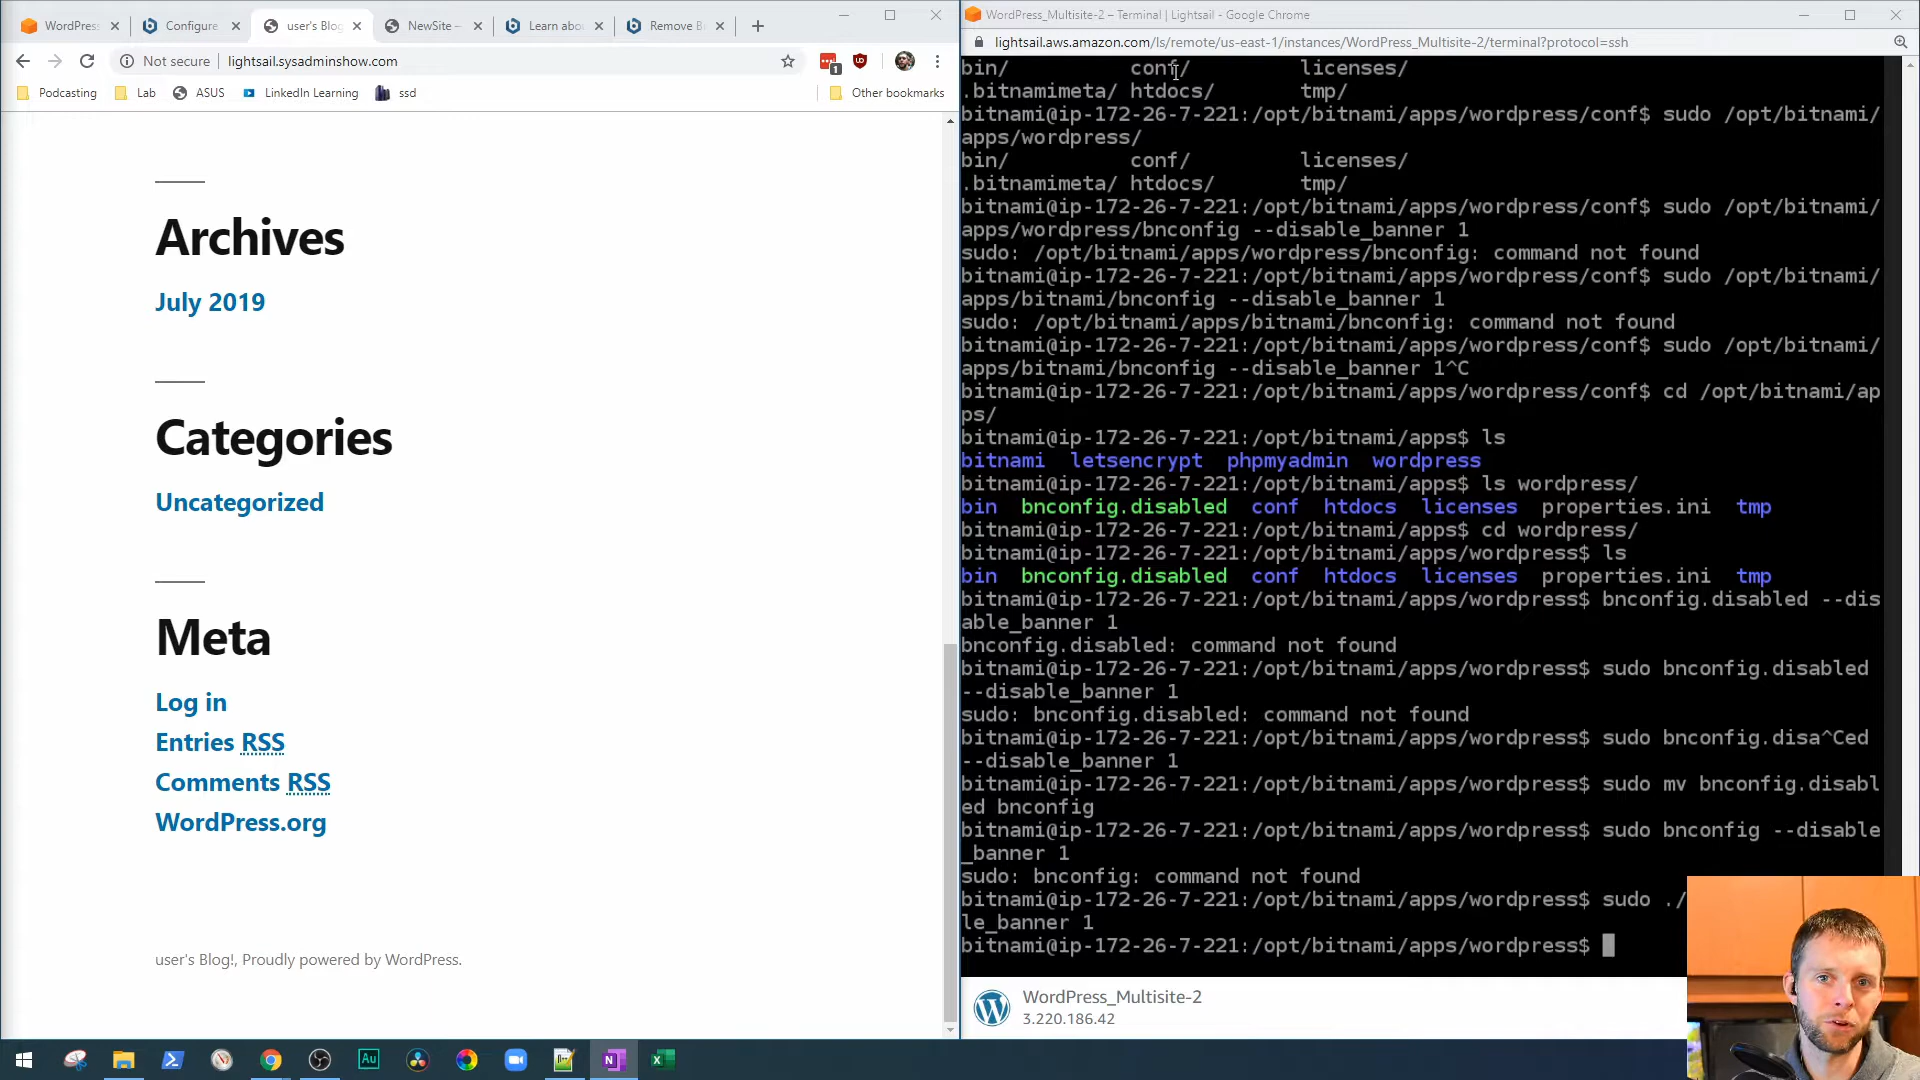 WordPres
Configure
user's Blog
NewSite –
Learn abou
Remove B
WordPress_Multisite-2 – Terminal | Lightsail - Google Chrome
Not secure
lightsail.sysadminshow.com
1
lightsail.aws.amazon.com/ls/remote/us-east-1/instances/WordPress_Multisite-2/terminal?protocol=ssh
Podcasting
Lab
ASUS
LinkedIn Learning
ssd
Other bookmarks
Archives
July 2019
Categories
Uncategorized
Meta
Log in
Entries RSS
Comments RSS
WordPress.org
user's Blog!, Proudly powered by WordPress.
bin/ conf/ licenses/
.bitnamimeta/ htdocs/ tmp/
bitnami@ip-172-26-7-221:/opt/bitnami/apps/wordpress/conf$ sudo /opt/bitnami/
apps/wordpress/
bin/ conf/ licenses/
.bitnamimeta/ htdocs/ tmp/
bitnami@ip-172-26-7-221:/opt/bitnami/apps/wordpress/conf$ sudo /opt/bitnami/
apps/wordpress/bnconfig --disable_banner 1
sudo: /opt/bitnami/apps/wordpress/bnconfig: command not found
bitnami@ip-172-26-7-221:/opt/bitnami/apps/wordpress/conf$ sudo /opt/bitnami/
apps/bitnami/bnconfig --disable_banner 1
sudo: /opt/bitnami/apps/bitnami/bnconfig: command not found
bitnami@ip-172-26-7-221:/opt/bitnami/apps/wordpress/conf$ sudo /opt/bitnami/
apps/bitnami/bnconfig --disable_banner 1^C
bitnami@ip-172-26-7-221:/opt/bitnami/apps/wordpress/conf$ cd /opt/bitnami/ap
ps/
bitnami@ip-172-26-7-221:/opt/bitnami/apps$ ls
bitnami letsencrypt phpmyadmin wordpress
bitnami@ip-172-26-7-221:/opt/bitnami/apps$ ls wordpress/
bin bnconfig.disabled conf htdocs licenses properties.ini tmp
bitnami@ip-172-26-7-221:/opt/bitnami/apps$ cd wordpress/
bitnami@ip-172-26-7-221:/opt/bitnami/apps/wordpress$ ls
bin bnconfig.disabled conf htdocs licenses properties.ini tmp
bitnami@ip-172-26-7-221:/opt/bitnami/apps/wordpress$ bnconfig.disabled --dis
able_banner 1
bnconfig.disabled: command not found
bitnami@ip-172-26-7-221:/opt/bitnami/apps/wordpress$ sudo bnconfig.disabled
--disable_banner 1
sudo: bnconfig.disabled: command not found
bitnami@ip-172-26-7-221:/opt/bitnami/apps/wordpress$ sudo bnconfig.disa^Ced
--disable_banner 1
bitnami@ip-172-26-7-221:/opt/bitnami/apps/wordpress$ sudo mv bnconfig.disabl
ed bnconfig
bitnami@ip-172-26-7-221:/opt/bitnami/apps/wordpress$ sudo bnconfig --disable
_banner 1
sudo: bnconfig: command not found
bitnami@ip-172-26-7-221:/opt/bitnami/apps/wordpress$ sudo ./
le_banner 1
bitnami@ip-172-26-7-221:/opt/bitnami/apps/wordpress$
WordPress_Multisite-2
3.220.186.42
Au